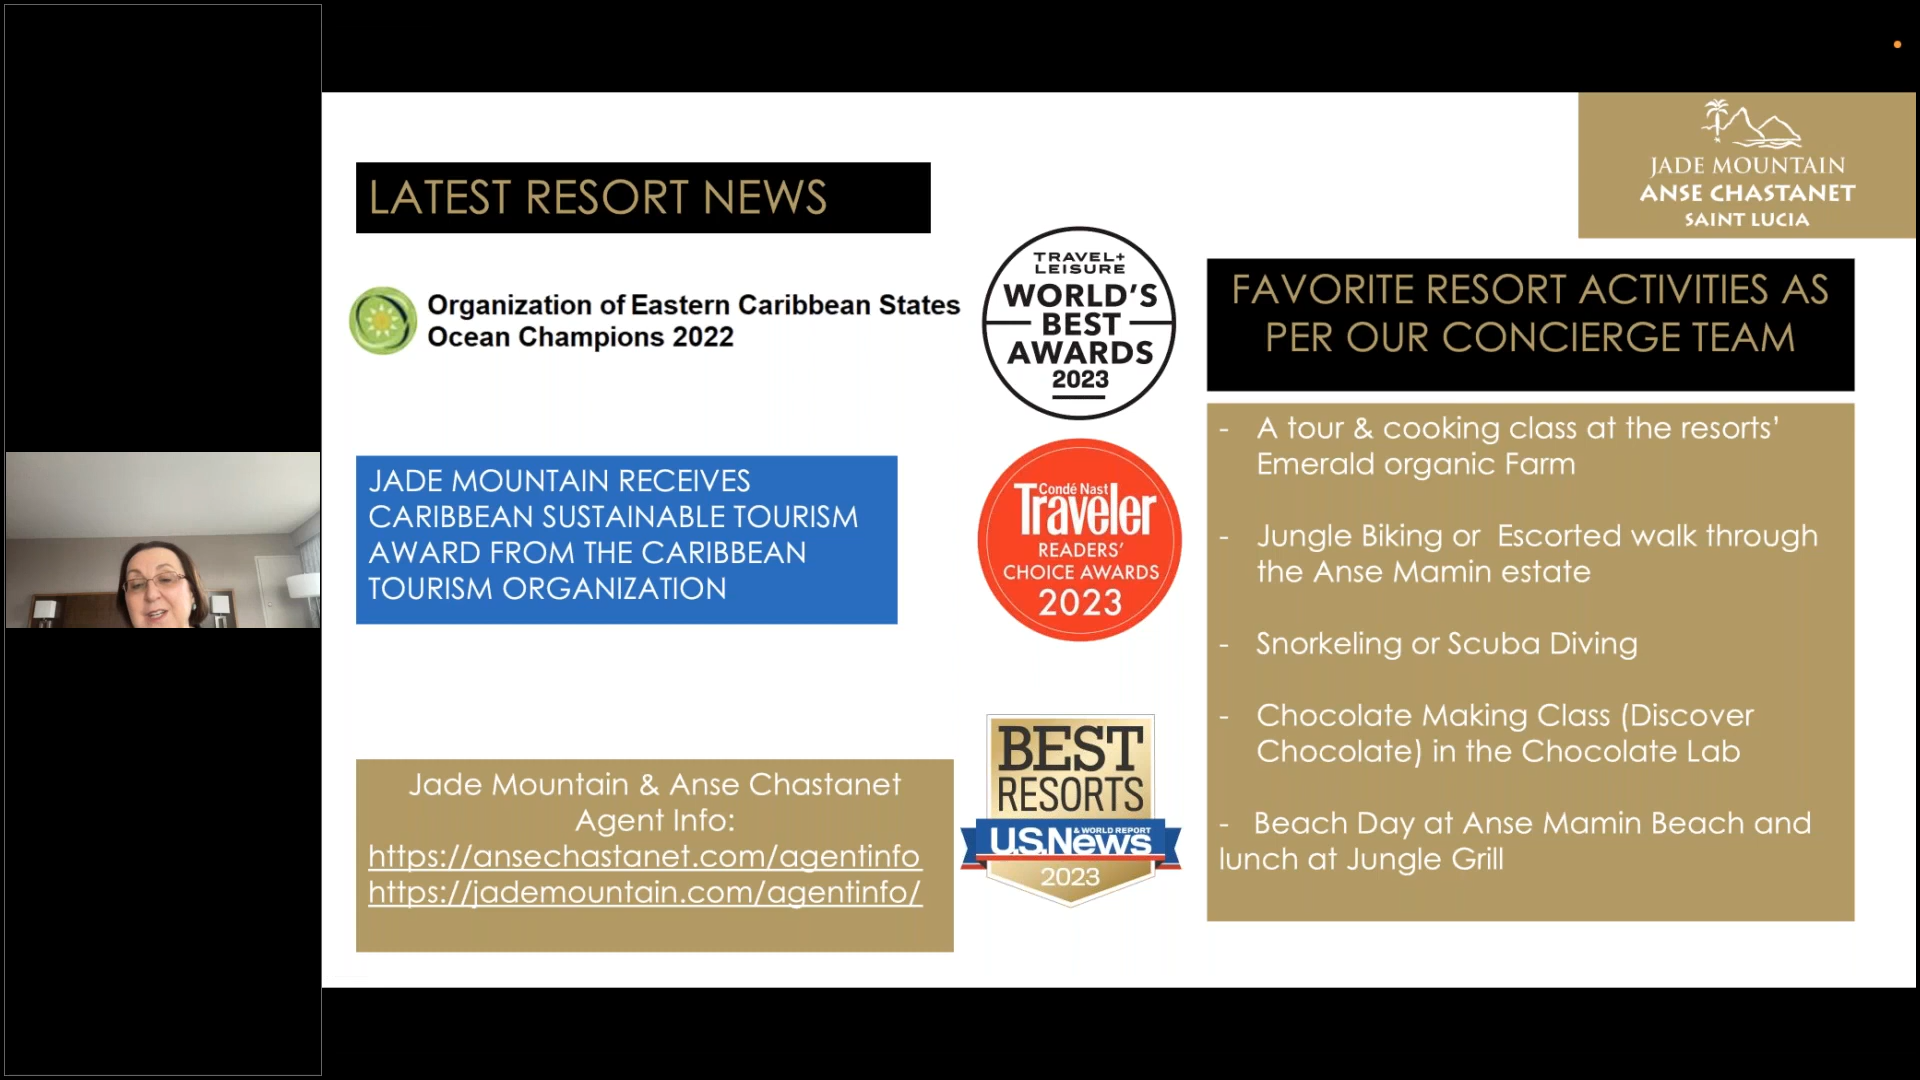 JADE MOUNTAIN
ANSE CHASTANET
SAINT LUCIA
LATEST RESORT NEWS
Organization of Eastern Caribbean States
Ocean Champions 2022
JADE MOUNTAIN RECEIVES
CARIBBEAN SUSTAINABLE TOURISM
AWARD FROM THE CARIBBEAN
TOURISM ORGANIZATION
Jade Mountain & Anse Chastanet
Agent Info:
https://ansechastanet.com/agentinfo
https://jademountain.com/agentinfo/
TRAVEL+
LEISURE
WORLD'S
BEST
AWARDS
2023
Condé Nast
Traveler
READERS'
CHOICE AWARDS
2023
BEST
RESORTS
U.S.News
& WORLD REPORT
2023
FAVORITE RESORT ACTIVITIES AS
PER OUR CONCIERGE TEAM
- A tour & cooking class at the resorts'
Emerald organic Farm
- Jungle Biking or Escorted walk through
the Anse Mamin estate
- Snorkeling or Scuba Diving
- Chocolate Making Class (Discover
Chocolate) in the Chocolate Lab
- Beach Day at Anse Mamin Beach and
lunch at Jungle Grill